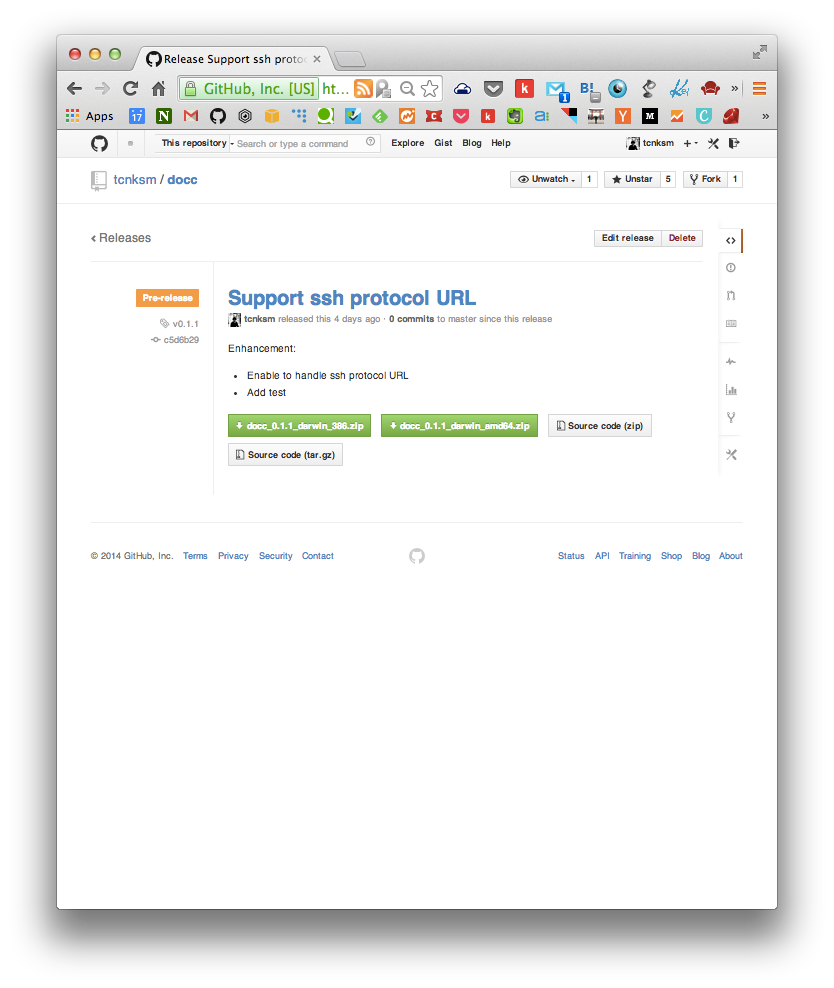 Release Support ssh proto
GitHub, Inc. [US] ht...
1
Apps
17
This repository Search or type a command Explore Gist Blog Help tcnksm
tcnksm / docc Unwatch 1 Unstar 5 Fork 1
Releases Edit release Delete
Pre-release Support ssh protocol URL
v0.1.1 tcnksm released this 4 days ago · 0 commits to master since this release
c5d6b29
Enhancement:
• Enable to handle ssh protocol URL
• Add test
docc_0.1.1_darwin_386.zip docc_0.1.1_darwin_amd64.zip Source code (zip)
Source code (tar.gz)
© 2014 GitHub, Inc. Terms Privacy Security Contact Status API Training Shop Blog About